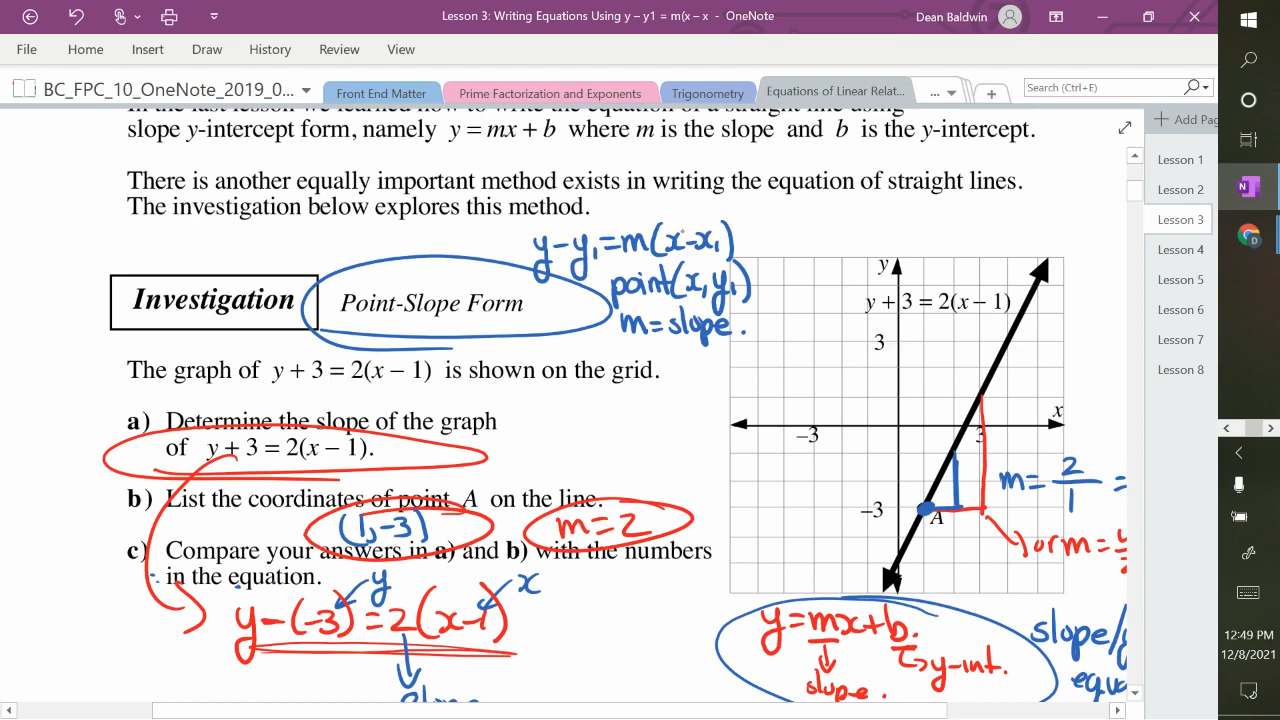 Lesson 3: Writing Equations Using y – y1 = m(x – x - OneNote
Dean Baldwin
File Home Insert Draw History Review View
BC_FPC_10_OneNote_2019_0...
Front End Matter
Prime Factorization and Exponents
Trigonometry
Equations of Linear Relat...
...
Search (Ctrl+E)
slope y-intercept form, namely y = mx + b where m is the slope and b is the y-intercept.
There is another equally important method exists in writing the equation of straight lines.
The investigation below explores this method.
y-y₁=m(x-x₁)
point(x₁y₁)
m=slope.
Investigation
Point-Slope Form
The graph of y + 3 = 2(x – 1) is shown on the grid.
a) Determine the slope of the graph
of y + 3 = 2(x – 1).
b) List the coordinates of point A on the line.
(1,-3)
m=2
c) Compare your answers in a) and b) with the numbers
in the equation.
y
x
y-(-3)=2(x-1)
y
y + 3 = 2(x – 1)
3
x
–3
3
–3
A
m=2/1=
or m=
y=mx+b.
slope.
y-int.
slope/
Add Pag
Lesson 1
Lesson 2
Lesson 3
Lesson 4
Lesson 5
Lesson 6
Lesson 7
Lesson 8
12:49 PM
12/8/2021